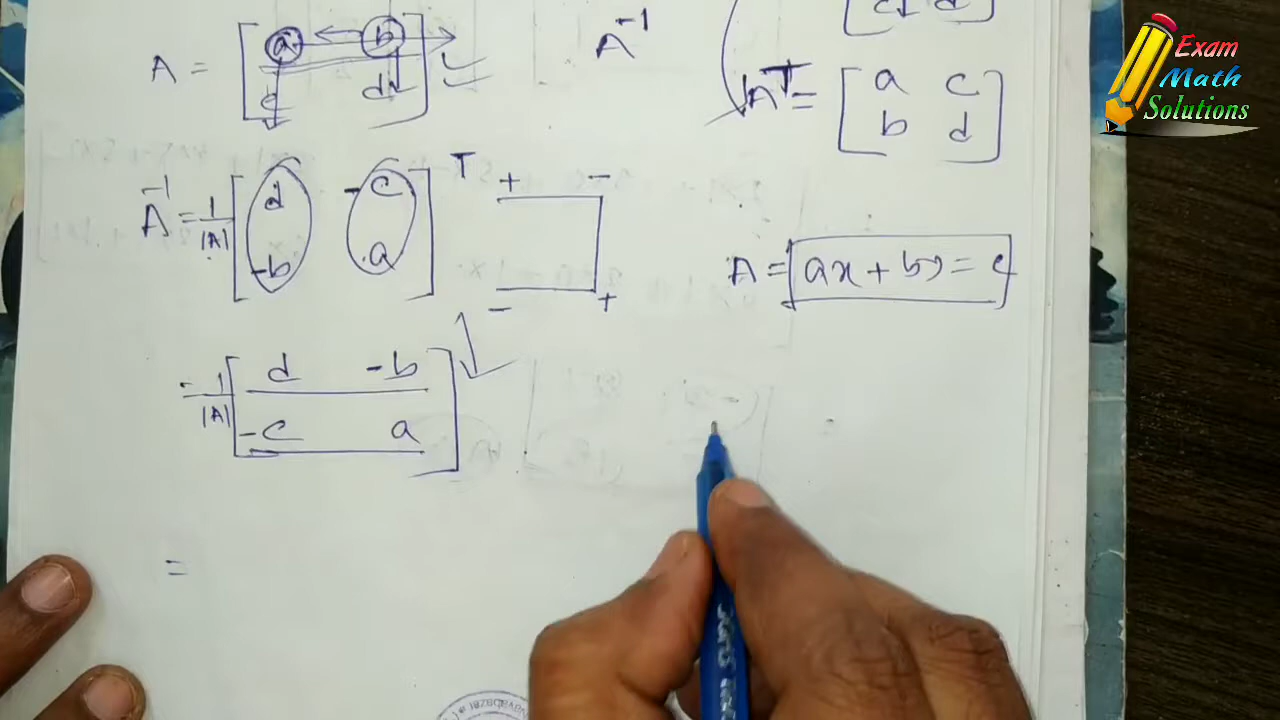 A = [ a b
c d ]
A⁻¹
c d
Aᵀ = [ a c
b d ]
Exam
Math
Solutions
A⁻¹ = 1/|A| [ d -c
-b a ] ᵀ
+ -
- +
A = ax + by = c
= 1/|A| [ d -b
-c a ]
=